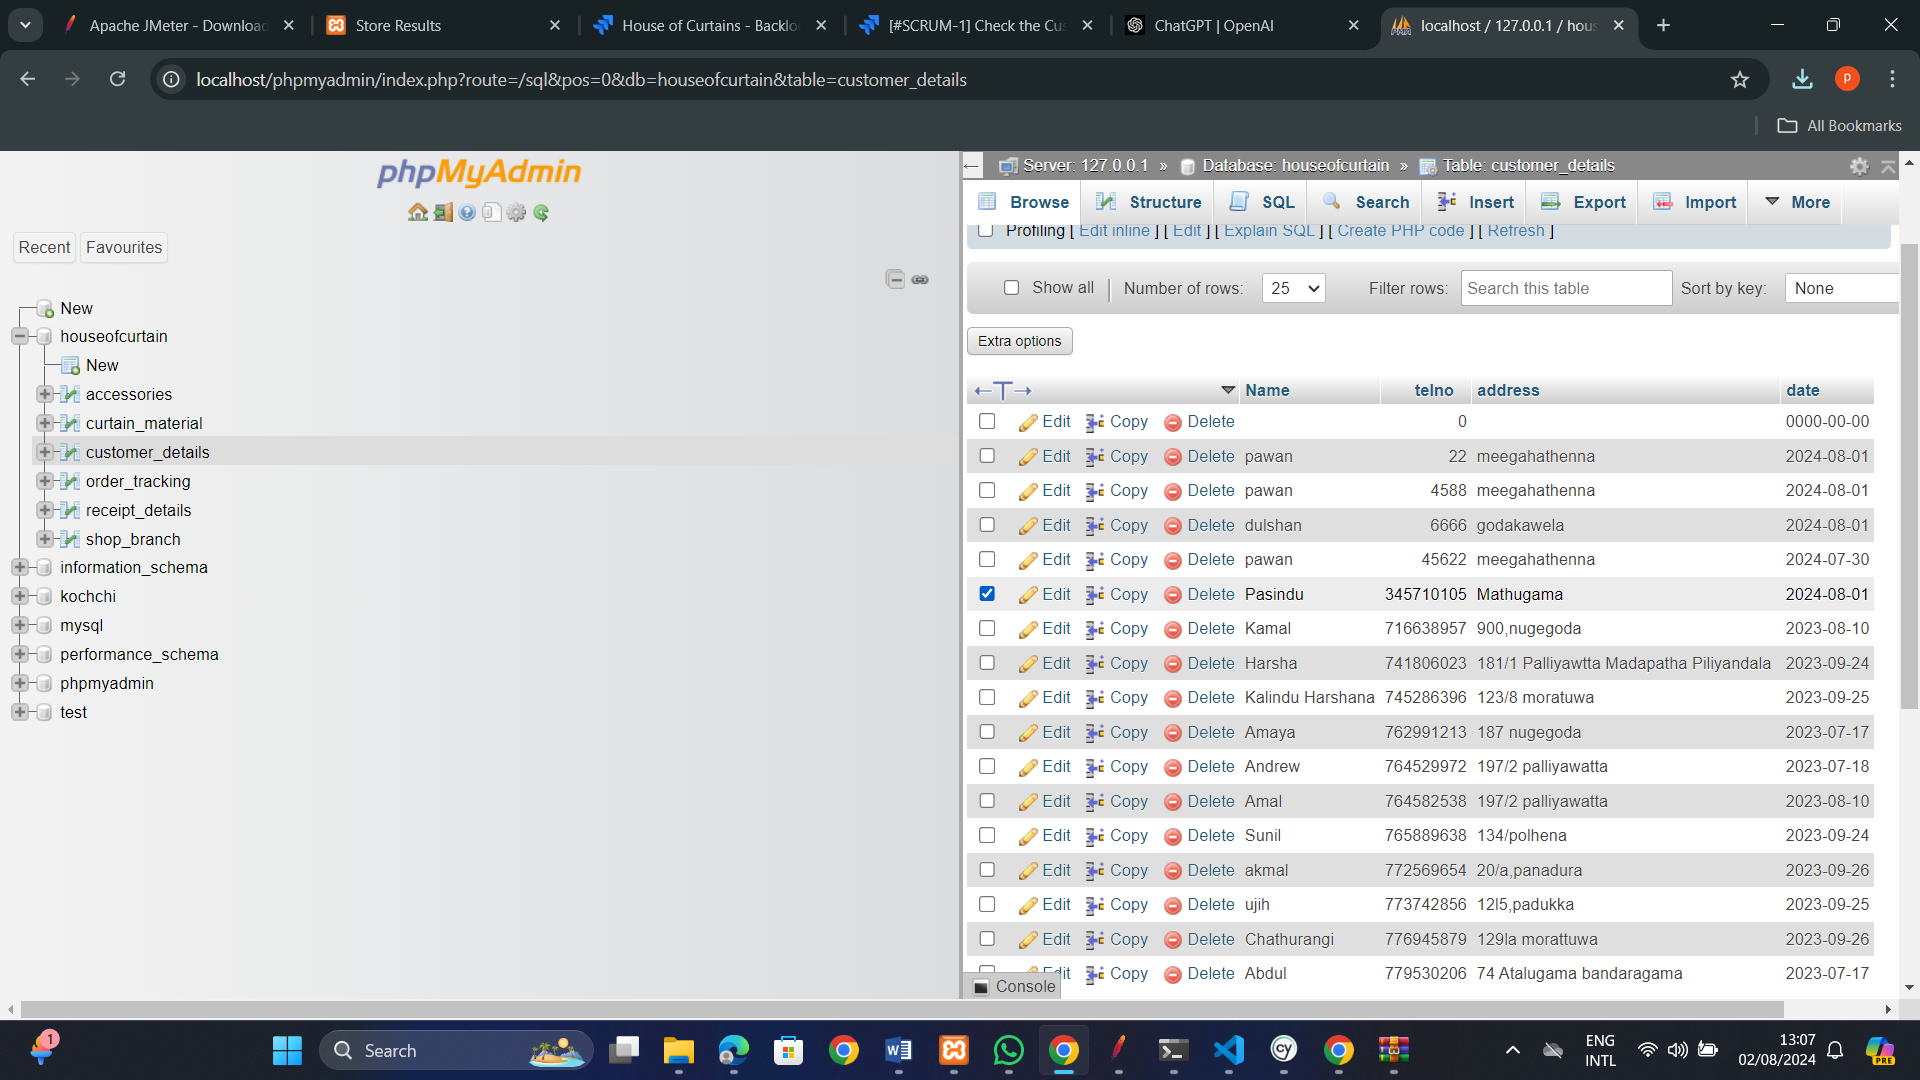 Apache JMeter - Download
Store Results
House of Curtains - Backlo
[#SCRUM-1] Check the Cus
ChatGPT | OpenAI
localhost / 127.0.0.1 / hous
localhost/phpmyadmin/index.php?route=/sql&pos=0&db=houseofcurtain&table=customer_details
p
All Bookmarks
phpMyAdmin
Recent
Favourites
New
houseofcurtain
New
accessories
curtain_material
customer_details
order_tracking
receipt_details
shop_branch
information_schema
kochchi
mysql
performance_schema
phpmyadmin
test
Server: 127.0.0.1 » Database: houseofcurtain » Table: customer_details
Browse Structure SQL Search Insert Export Import More
Profiling [ Edit inline ] [ Edit ] [ Explain SQL ] [ Create PHP code ] [ Refresh ]
Show all Number of rows: 25 Filter rows: Search this table Sort by key: None
Extra options
←T→ Name telno address date
Edit Copy Delete 0 0000-00-00
Edit Copy Delete pawan 22 meegahathenna 2024-08-01
Edit Copy Delete pawan 4588 meegahathenna 2024-08-01
Edit Copy Delete dulshan 6666 godakawela 2024-08-01
Edit Copy Delete pawan 45622 meegahathenna 2024-07-30
Edit Copy Delete Pasindu 345710105 Mathugama 2024-08-01
Edit Copy Delete Kamal 716638957 900,nugegoda 2023-08-10
Edit Copy Delete Harsha 741806023 181/1 Palliyawtta Madapatha Piliyandala 2023-09-24
Edit Copy Delete Kalindu Harshana 745286396 123/8 moratuwa 2023-09-25
Edit Copy Delete Amaya 762991213 187 nugegoda 2023-07-17
Edit Copy Delete Andrew 764529972 197/2 palliyawatta 2023-07-18
Edit Copy Delete Amal 764582538 197/2 palliyawatta 2023-08-10
Edit Copy Delete Sunil 765889638 134/polhena 2023-09-24
Edit Copy Delete akmal 772569654 20/a,panadura 2023-09-26
Edit Copy Delete ujih 773742856 12l5,padukka 2023-09-25
Edit Copy Delete Chathurangi 776945879 129la morattuwa 2023-09-26
Edit Copy Delete Abdul 779530206 74 Atalugama bandaragama 2023-07-17
Console
1
Search
cy
PRE
ENG
INTL
13:07
02/08/2024